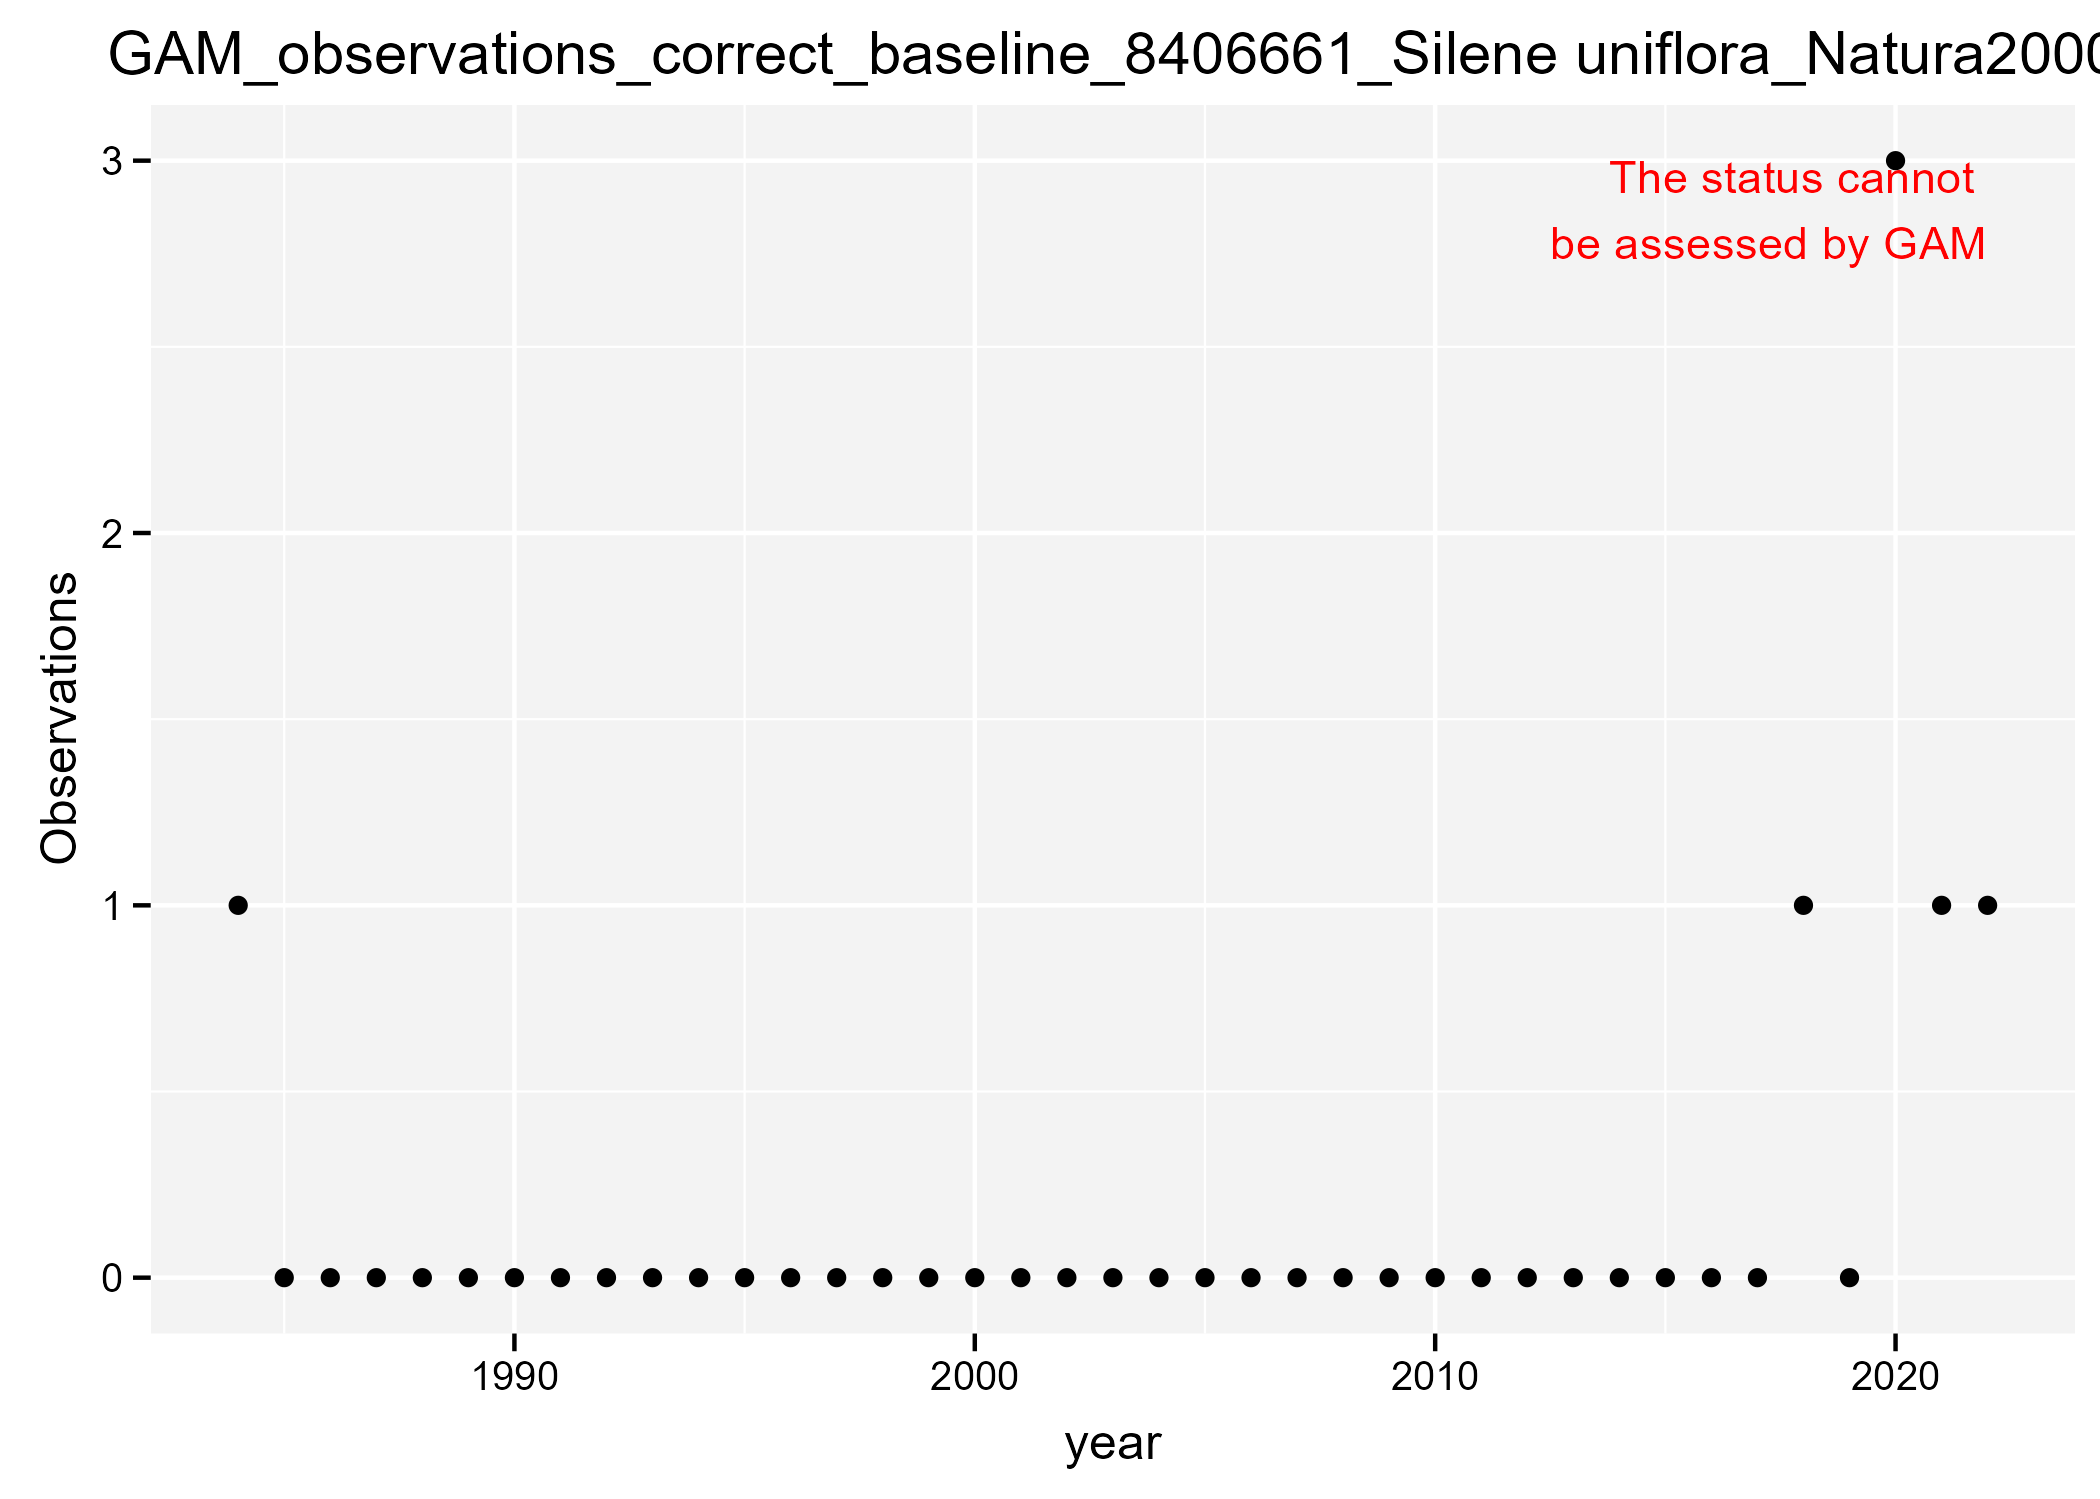 GAM_observations_correct_baseline_8406661_Silene uniflora_Natura2000
3
The status cannot
be assessed by GAM
2
Observations
1
0
1990 2000 2010 2020
year